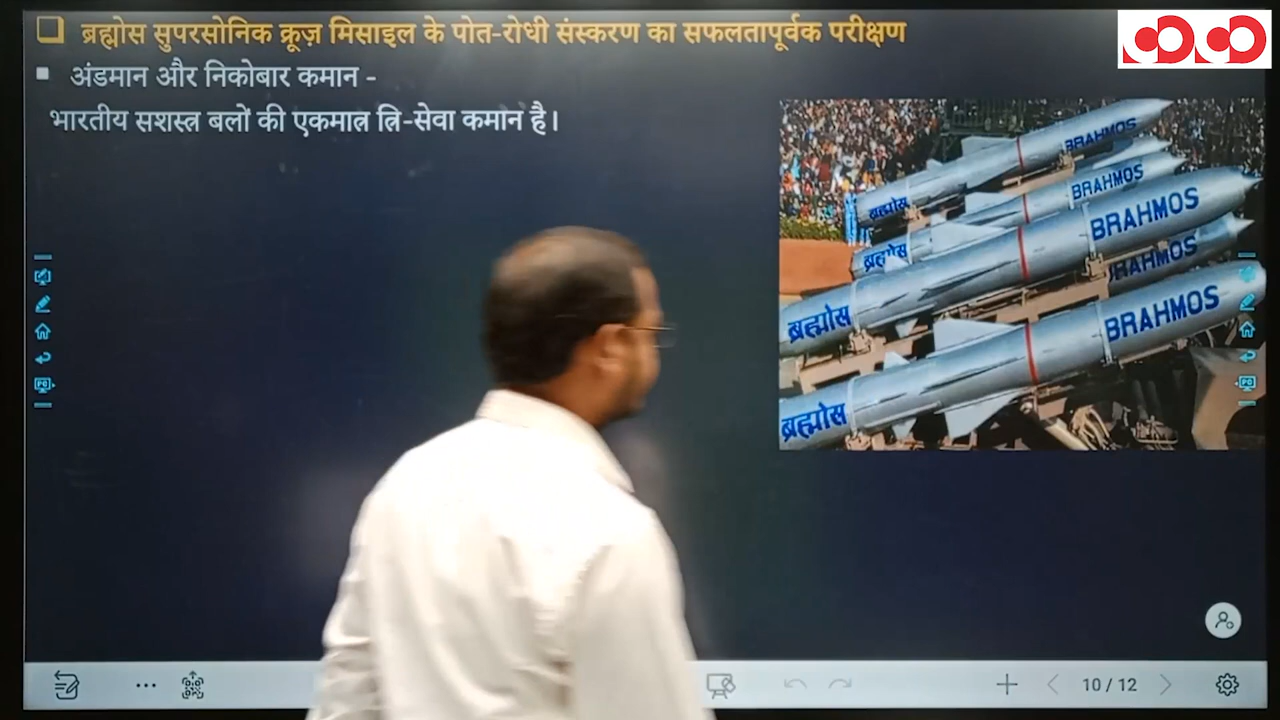 ब्रह्मोस सुपरसोनिक क्रूज़ मिसाइल के पोत-रोधी संस्करण का सफलतापूर्वक परीक्षण
अंडमान और निकोबार कमान -
भारतीय सशस्त्र बलों की एकमात्र त्रि-सेवा कमान है।
BRAHMOS
ब्रह्मोस
BRAHMOS
ब्रह्मोस
BRAHMOS
BRAHMOS
ब्रह्मोस
BRAHMOS
ब्रह्मोस
10 / 12